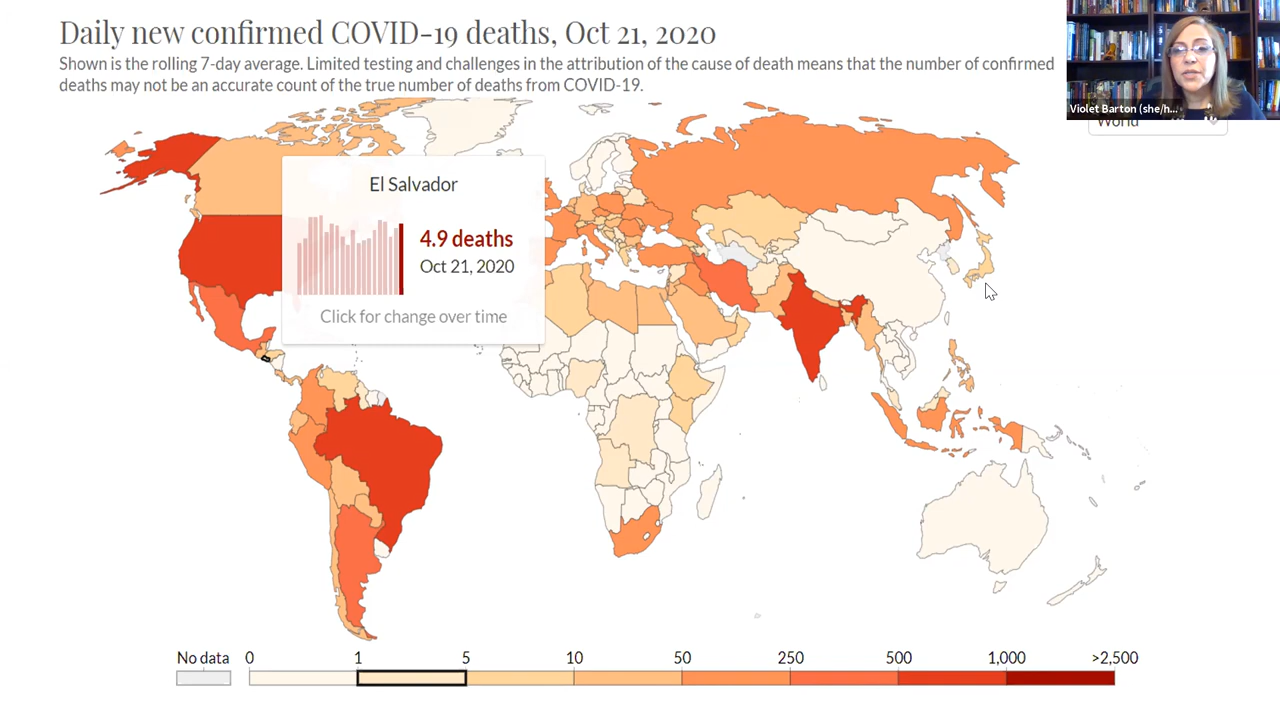 Daily new confirmed COVID-19 deaths, Oct 21, 2020
Shown is the rolling 7-day average. Limited testing and challenges in the attribution of the cause of death means that the number of confirmed
deaths may not be an accurate count of the true number of deaths from COVID-19.
Violet Barton (she/h...
World
El Salvador
4.9 deaths
Oct 21, 2020
Click for change over time
No data 0 1 5 10 50 250 500 1,000 >2,500